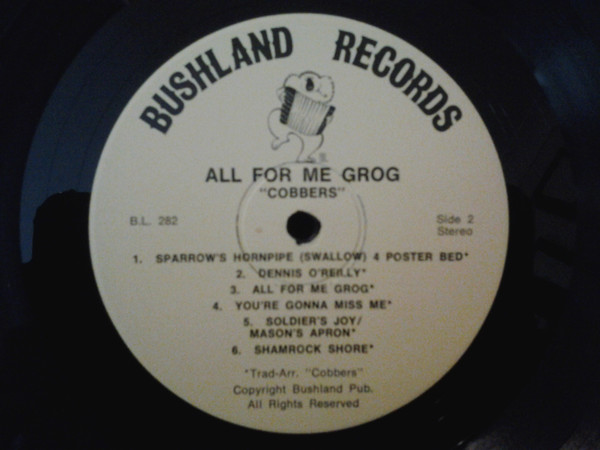 BUSHLAND RECORDS
ALL FOR ME GROG
"COBBERS"
B.L. 282
Side 2
Stereo
1. SPARROW'S HORNPIPE (SWALLOW) 4 POSTER BED*
2. DENNIS O'REILLY*
3. ALL FOR ME GROG*
4. YOU'RE GONNA MISS ME*
5. SOLDIER'S JOY/
MASON'S APRON*
6. SHAMROCK SHORE*
*Trad-Arr. "Cobbers"
Copyright Bushland Pub.
All Rights Reserved